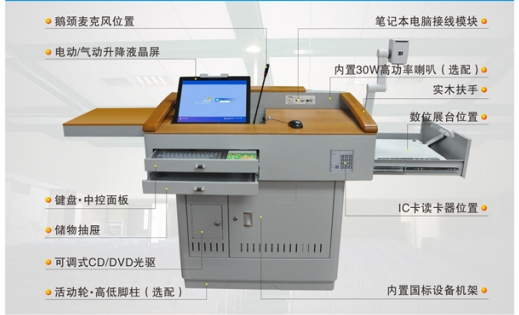 鹅颈麦克风位置
电动/气动升降液晶屏
笔记本电脑接线模块
内置30W高功率喇叭（选配）
实木扶手
数位展台位置
键盘·中控面板
储物抽屉
可调式CD/DVD光驱
活动轮·高低脚柱（选配）
IC卡读卡器位置
内置国标设备机架